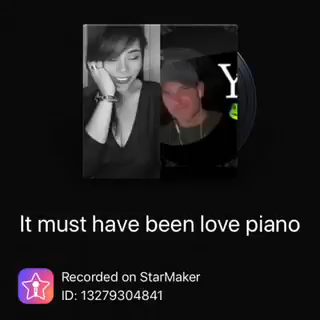 Y
It must have been love piano
Recorded on StarMaker
ID: 13279304841